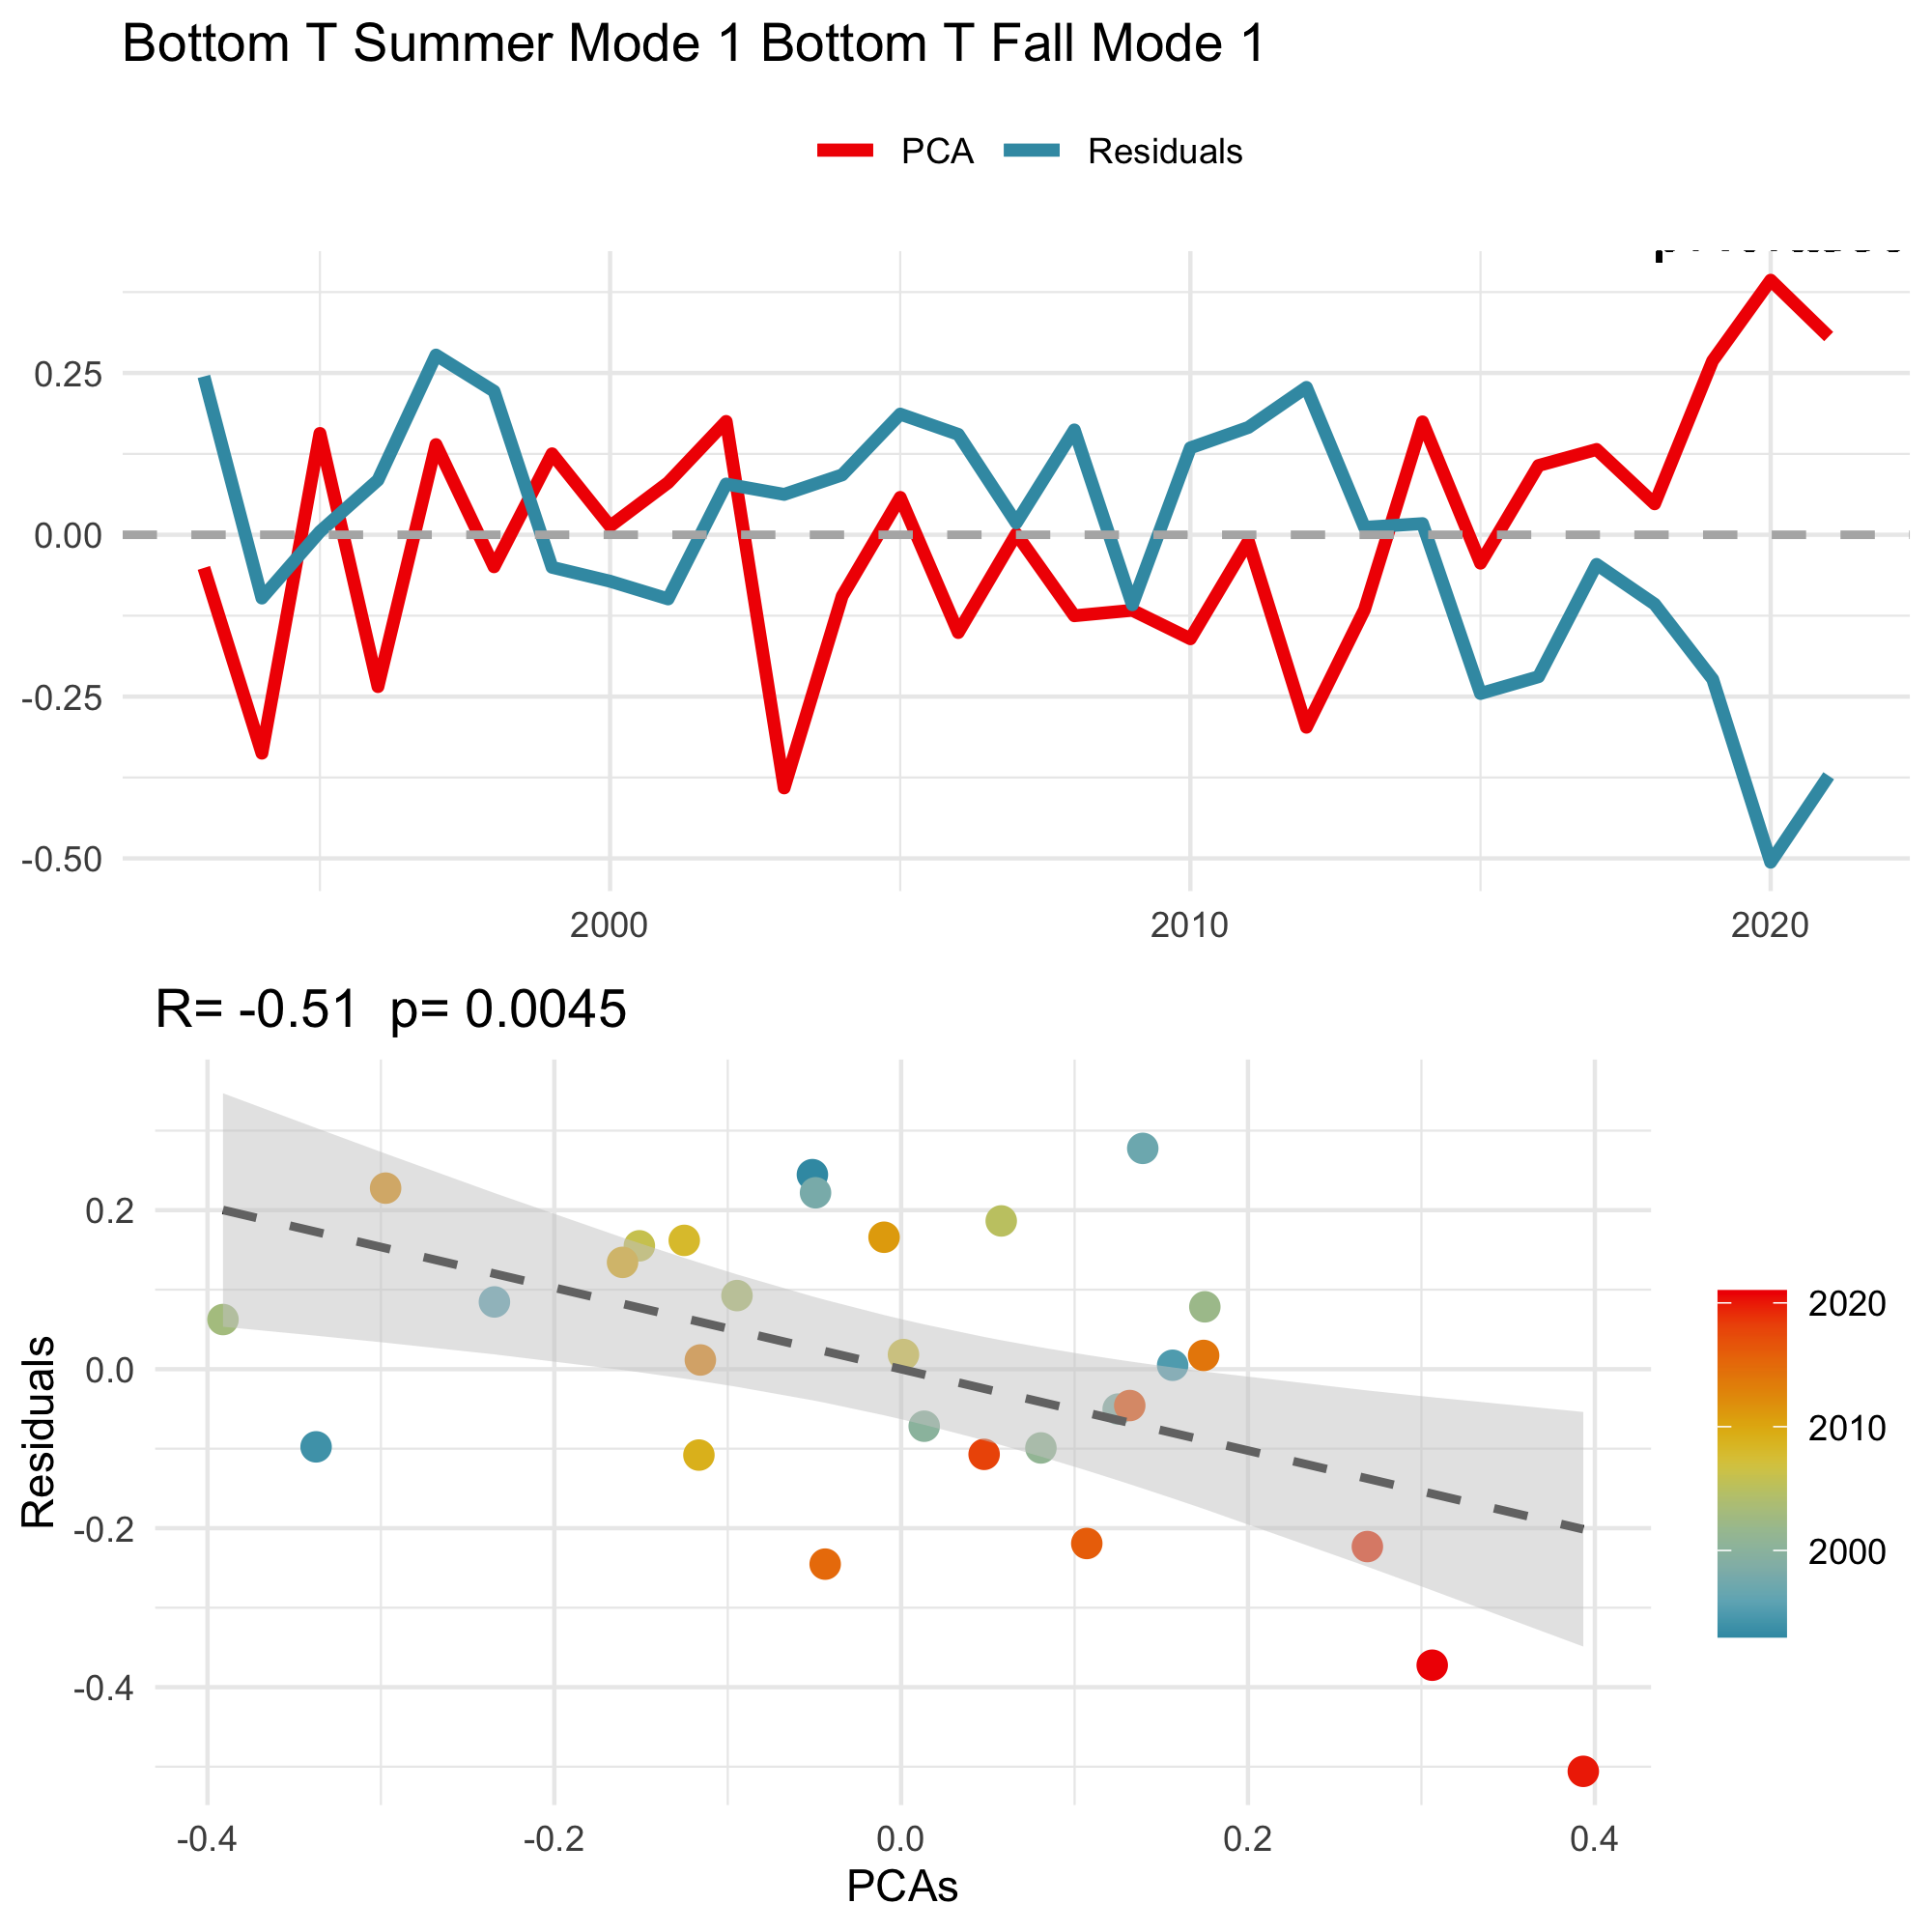 Bottom T Summer Mode 1 Bottom T Fall Mode 1
PCA Residuals
0.25
0.00
-0.25
-0.50
2000 2010 2020
R= -0.51 p= 0.0045
Residuals
0.2
0.0
-0.2
-0.4
-0.4 -0.2 0.0 0.2 0.4
PCAs
2020
2010
2000